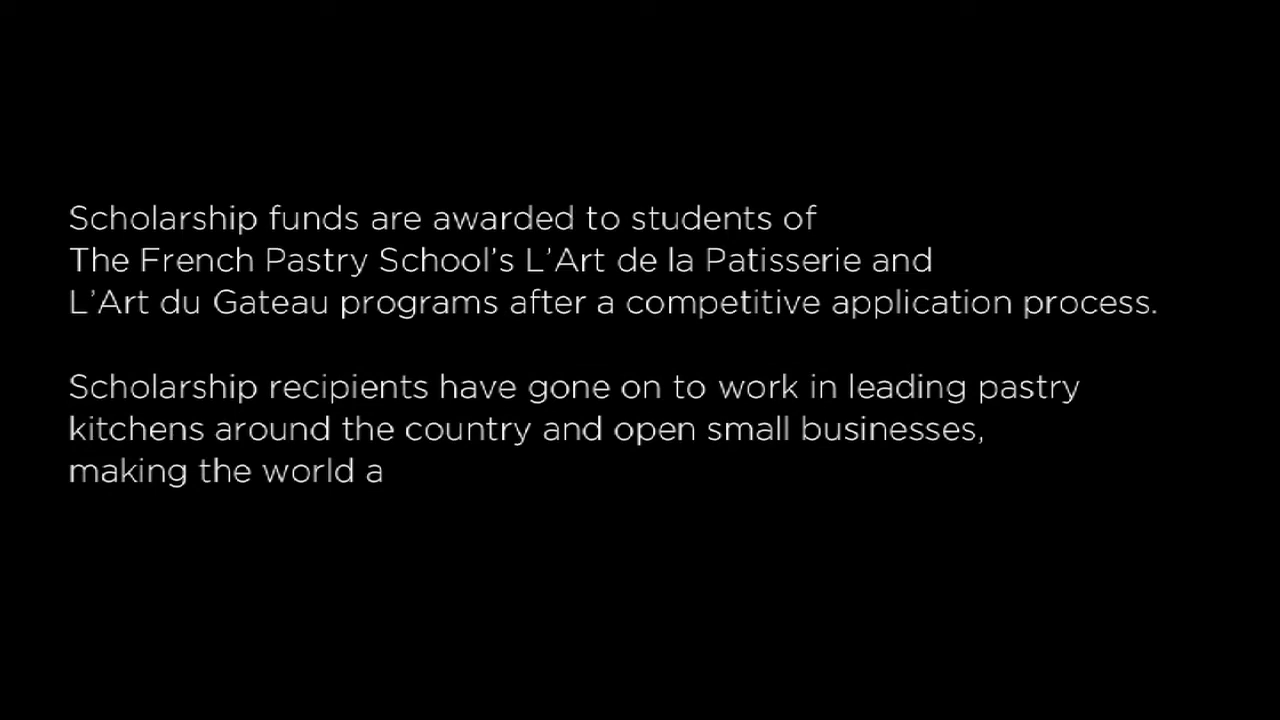 Scholarship funds are awarded to students of
The French Pastry School’s L’Art de la Patisserie and
L’Art du Gateau programs after a competitive application process.
Scholarship recipients have gone on to work in leading pastry
kitchens around the country and open small businesses,
making the world a